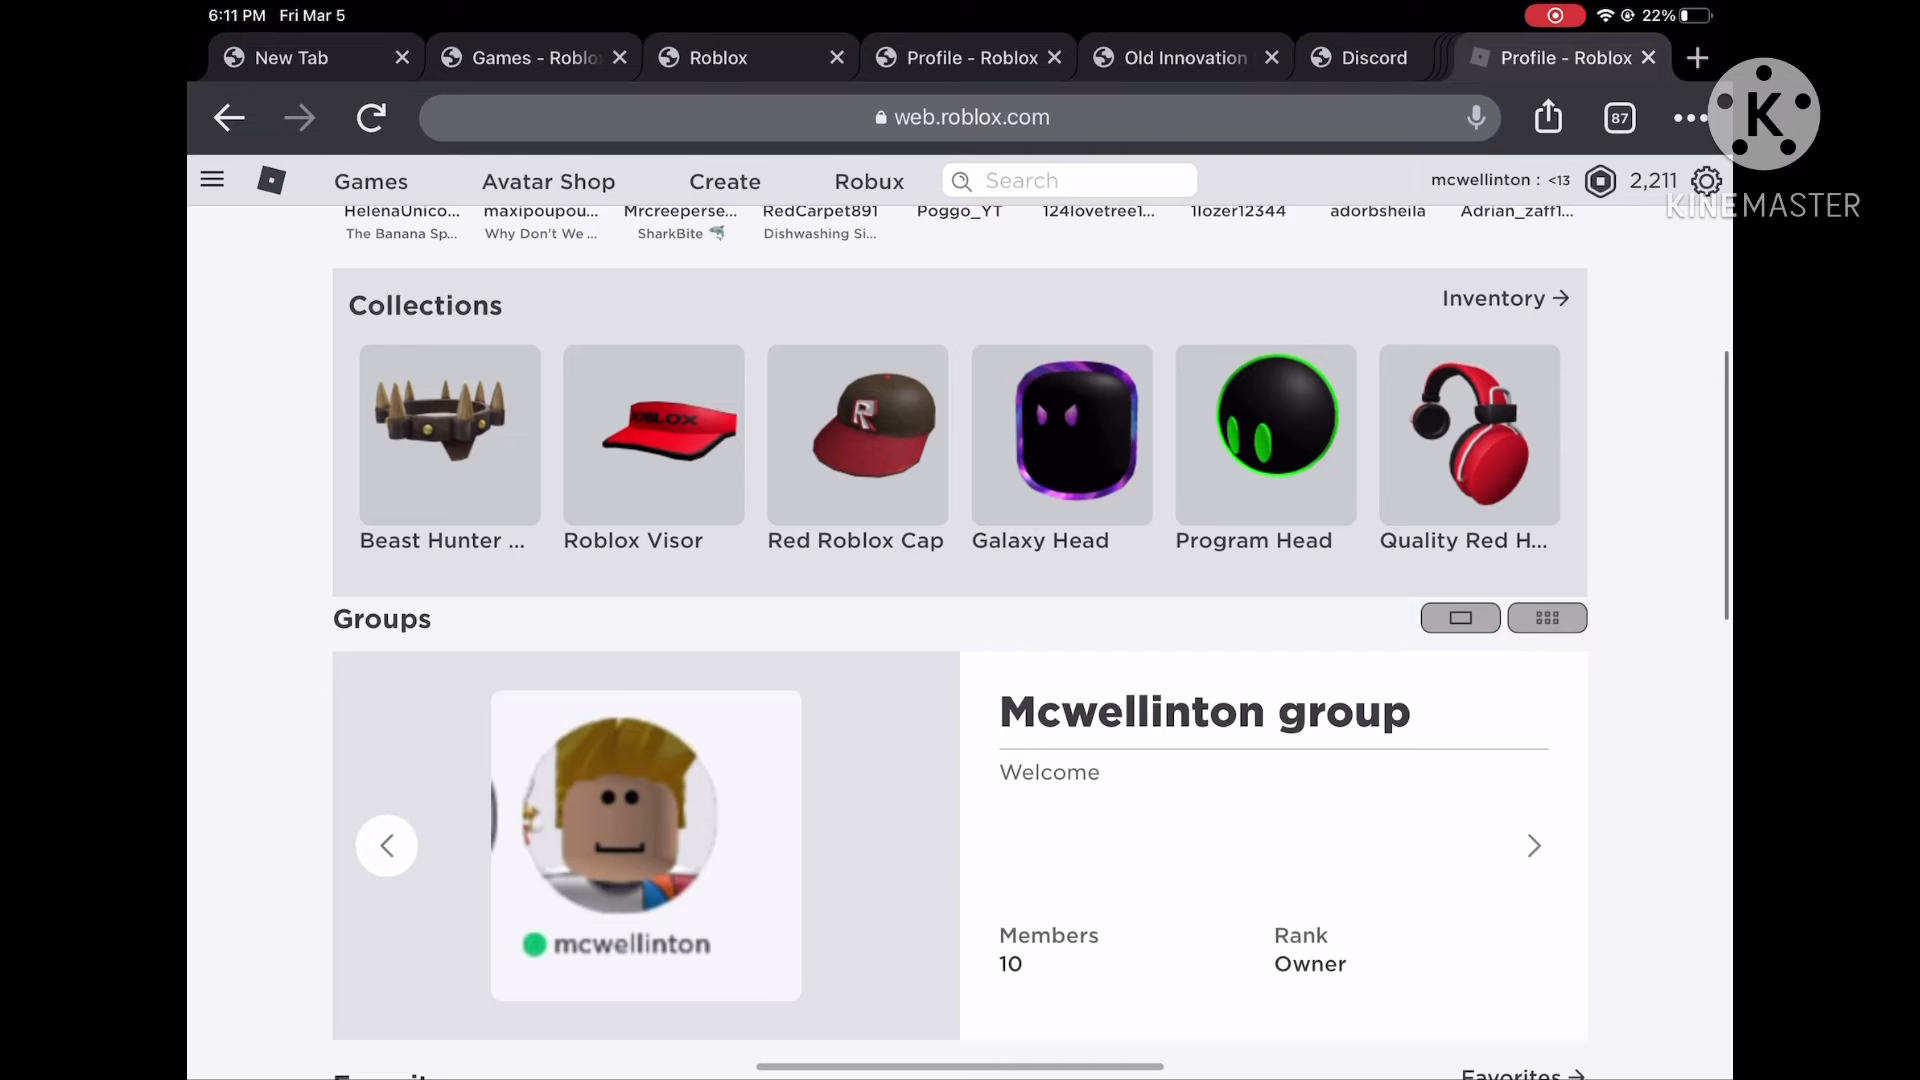 6:11 PM Fri Mar 5
22%
New Tab
Games - Roblo
Roblox
Profile - Roblox
Old Innovation
Discord
Profile - Roblox
web.roblox.com
87
K
KINEMASTER
Games
Avatar Shop
Create
Robux
Search
mcwellinton : <13
2,211
HelenaUnico... maxipoupou... Mrcreeperse... RedCarpet891 Poggo_YT 124lovetree1... 1lozer12344 adorbsheila Adrian_zaff1...
The Banana Sp... Why Don't We ... SharkBite 🦈 Dishwashing Si...
Collections
Inventory →
ROBLOX
R
Beast Hunter ...
Roblox Visor
Red Roblox Cap
Galaxy Head
Program Head
Quality Red H...
Groups
Mcwellinton group
Welcome
mcwellinton
Members
10
Rank
Owner
Favorites →